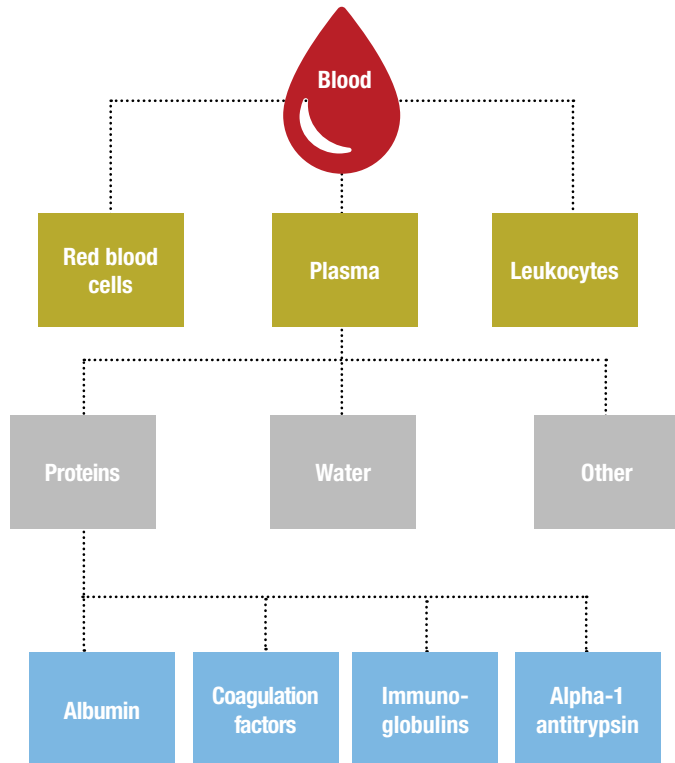 Blood
Red blood
cells
Plasma
Leukocytes
Proteins
Water
Other
Albumin
Coagulation
factors
Immuno-
globulins
Alpha-1
antitrypsin